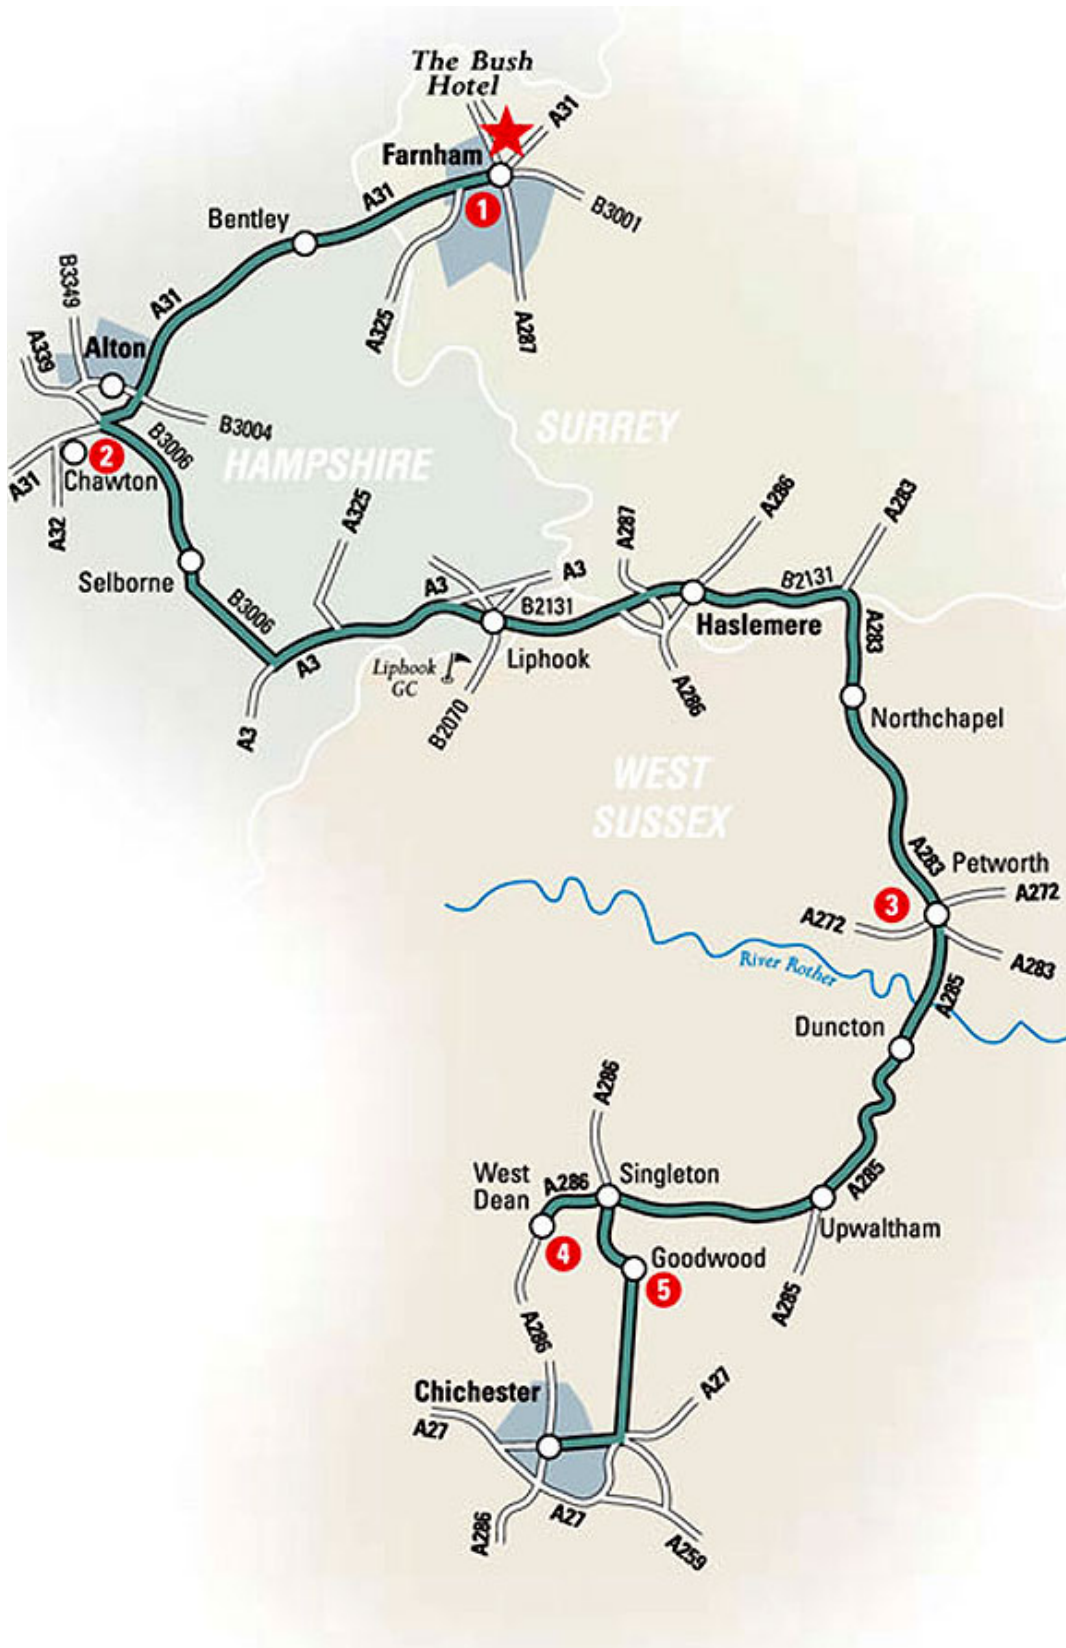 The Bush
Hotel
A31
Farnham
1
B3001
A31
Bentley
A325
A287
B3349
A31
A339
Alton
B3004
B3006
SURREY
HAMPSHIRE
2
Chawton
A31
A32
A325
A287
A286
A283
Selborne
B3006
A3
A3
B2131
B2131
Haslemere
A283
A3
Liphook
GC
Liphook
A3
B2070
A286
Northchapel
WEST
SUSSEX
A283
Petworth
3
A272
A272
A283
River Rother
A285
Duncton
A286
West
Dean
A286
Singleton
A285
Upwaltham
4
Goodwood
5
A285
A286
Chichester
A27
A27
A27
A286
A259